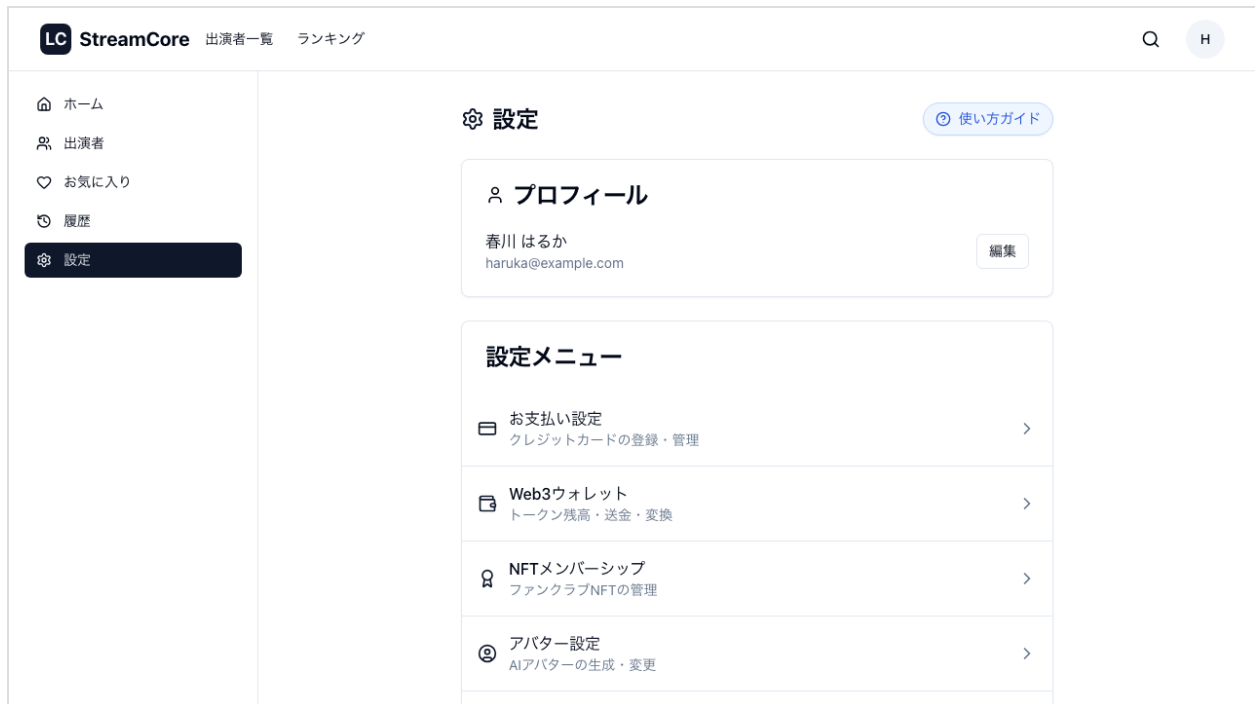 LC StreamCore 出演者一覧 ランキング H
ホーム
出演者
お気に入り
履歴
設定
設定 使い方ガイド
プロフィール
春川 はるか
haruka@example.com
編集
設定メニュー
お支払い設定
クレジットカードの登録・管理
Web3ウォレット
トークン残高・送金・変換
NFTメンバーシップ
ファンクラブNFTの管理
アバター設定
AIアバターの生成・変更